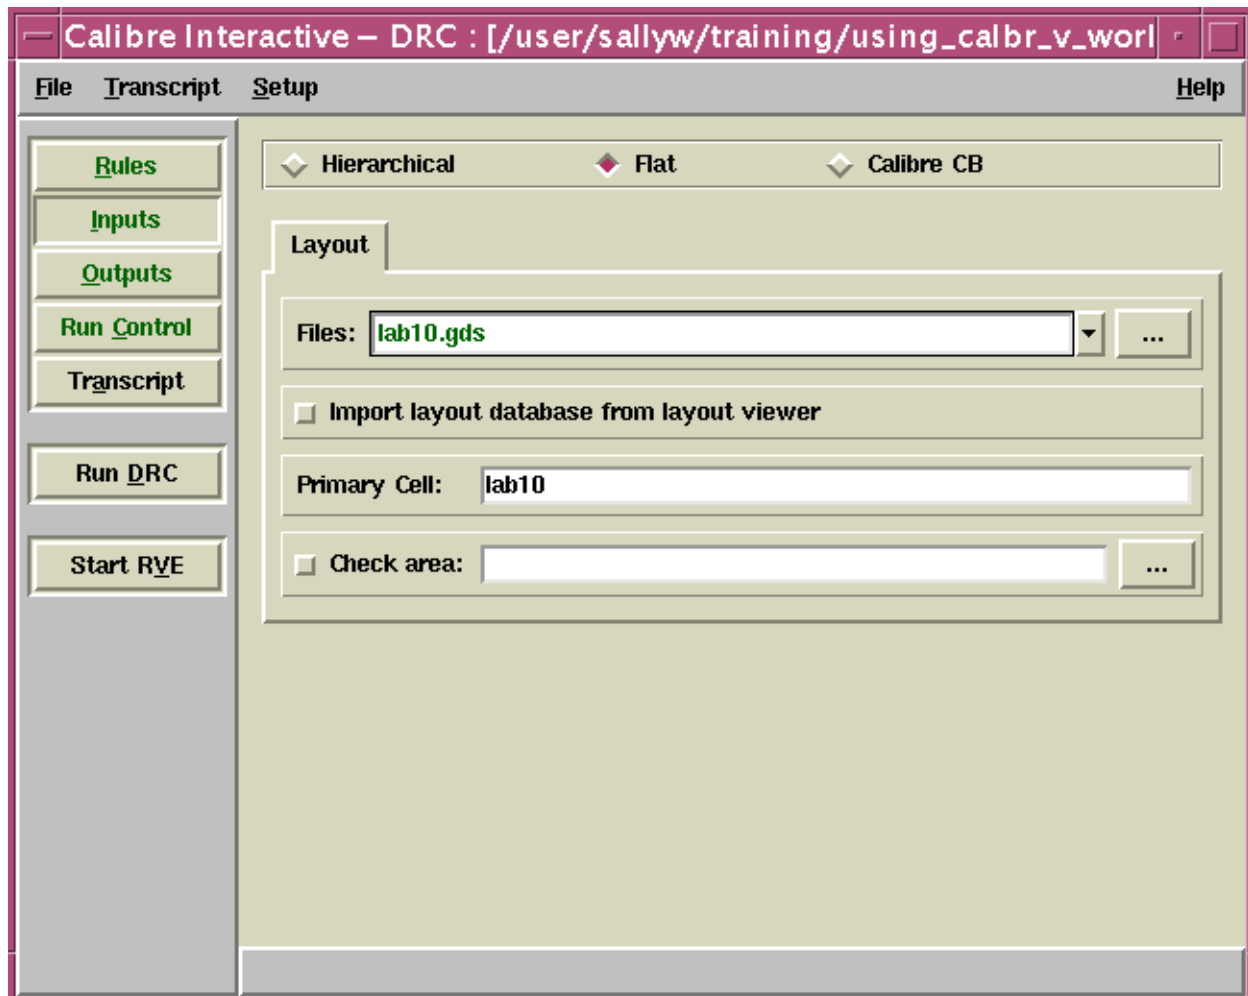 Calibre Interactive – DRC : [/user/sallyw/training/using_calbr_v_worl
File Transcript Setup Help
Rules
Inputs
Outputs
Run Control
Transcript
Run DRC
Start RVE
Hierarchical Flat Calibre CB
Layout
Files: lab10.gds ...
Import layout database from layout viewer
Primary Cell: lab10
Check area: ...